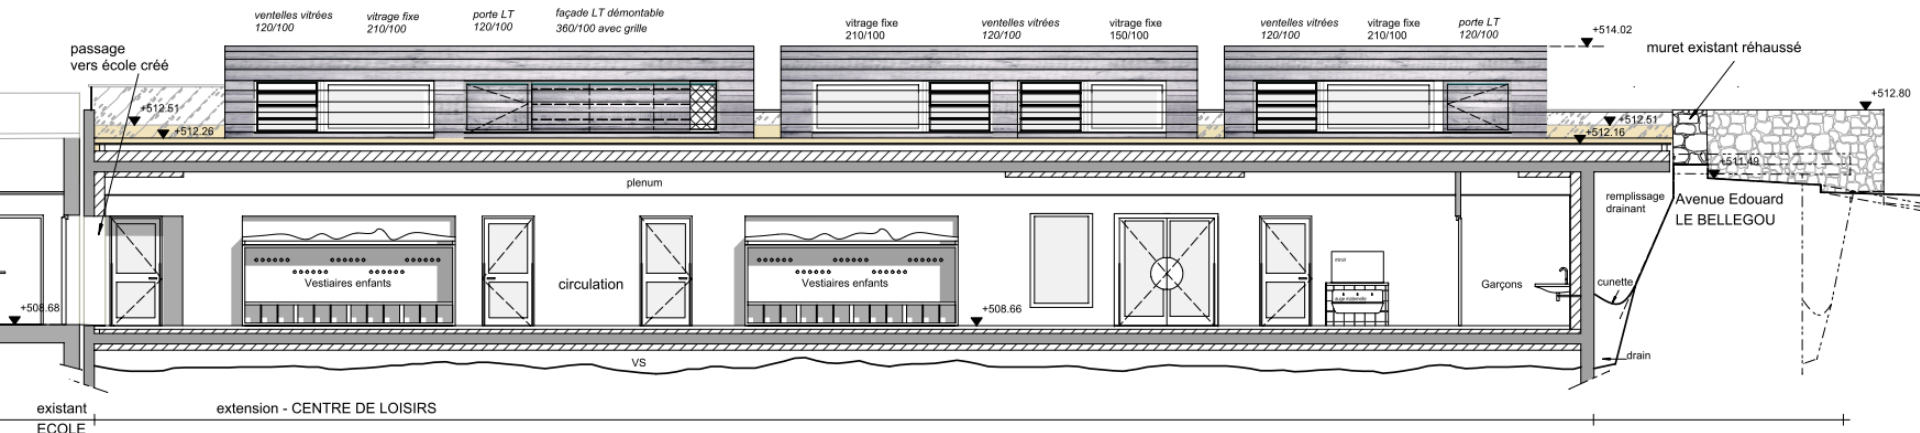 ventelles vitrées
120/100
vitrage fixe
210/100
porte LT
120/100
façade LT démontable
360/100 avec grille
vitrage fixe
210/100
ventelles vitrées
120/100
vitrage fixe
150/100
ventelles vitrées
120/100
vitrage fixe
210/100
porte LT
120/100
+514.02
passage
vers école créé
muret existant réhaussé
+512.80
+512.51
+512.26
+512.51
+512.16
+511.49
plenum
remplissage
drainant
Avenue Edouard
LE BELLEGOU
Vestiaires enfants
circulation
Vestiaires enfants
miroir
auge maternelle
Garçons
cunette
+508.68
+508.66
VS
drain
existant
ECOLE
extension - CENTRE DE LOISIRS